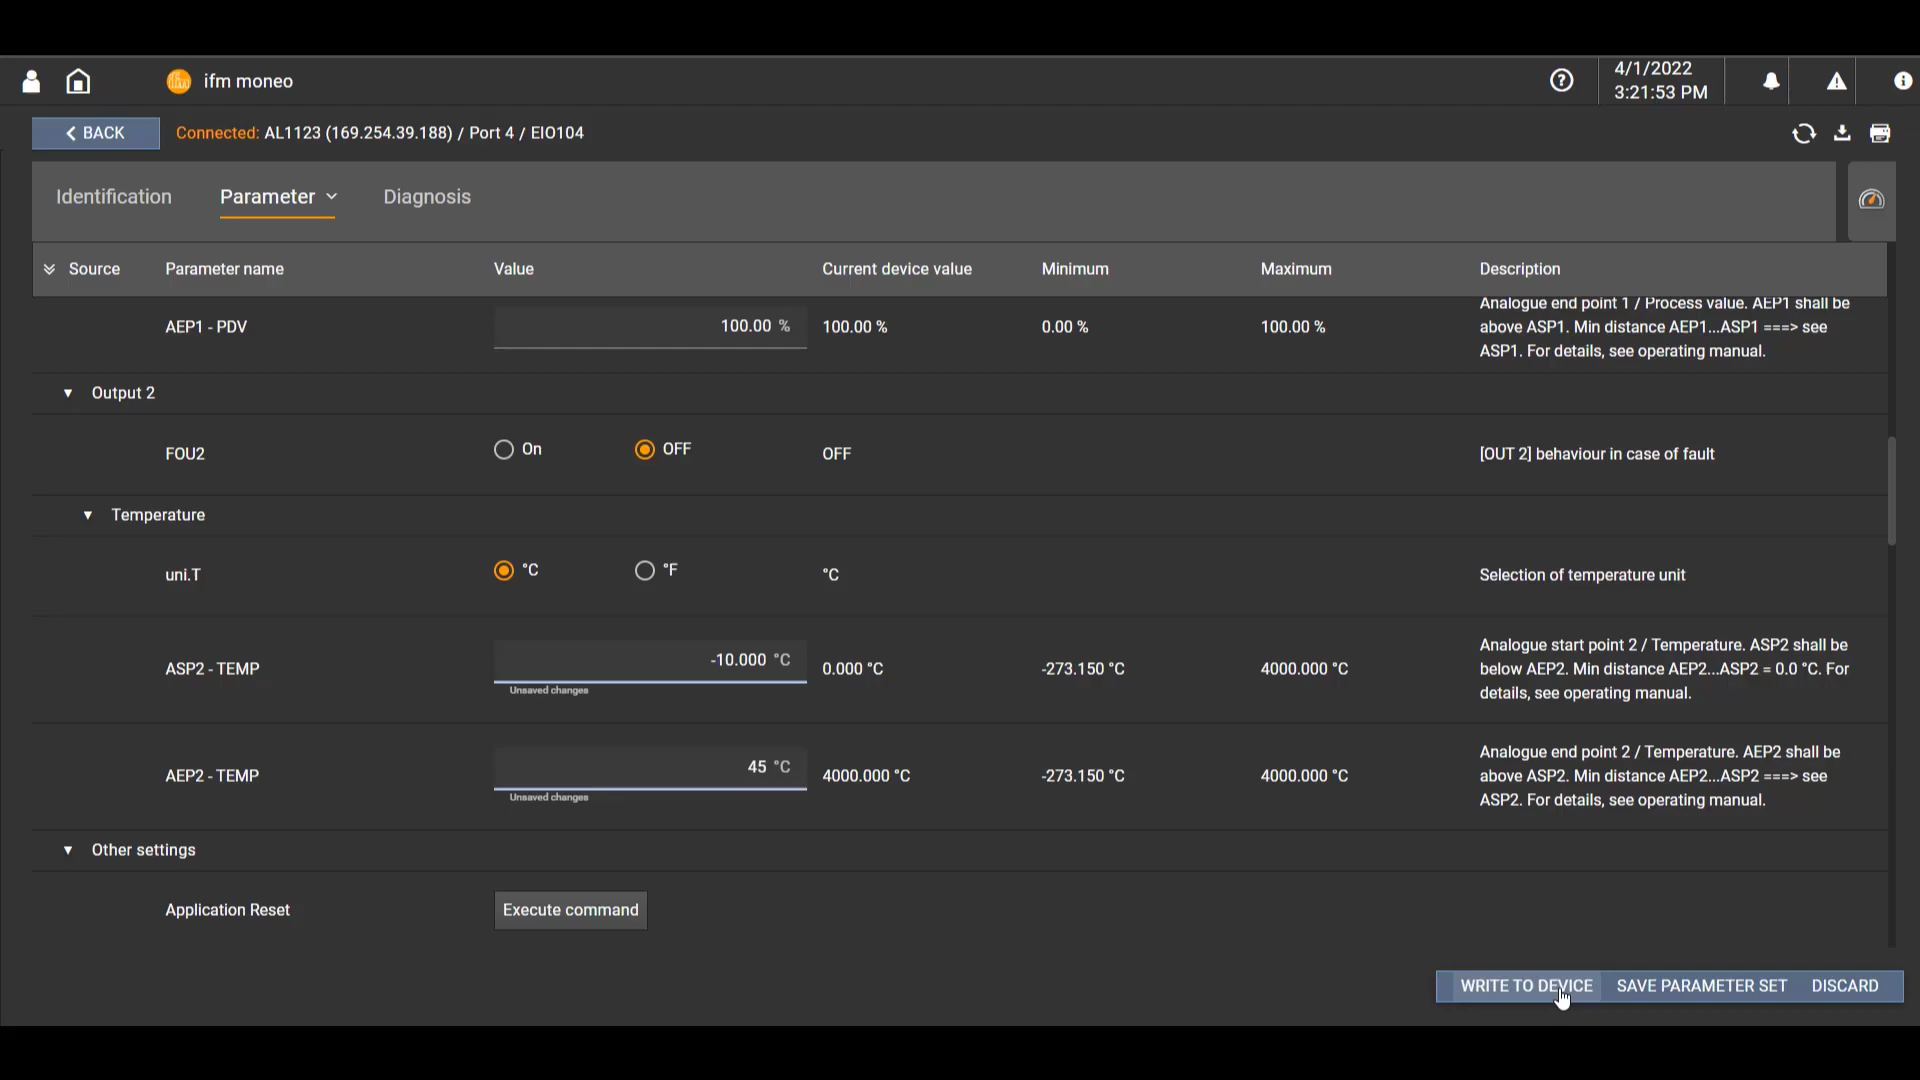 ifm moneo
4/1/2022
3:21:53 PM
BACK
Connected: AL1123 (169.254.39.188) / Port 4 / EIO104
Identification
Parameter
Diagnosis
Source
Parameter name
Value
Current device value
Minimum
Maximum
Description
AEP1 - PDV
100.00 %
100.00 %
0.00 %
100.00 %
Analogue end point 1 / Process value. AEP1 shall be
above ASP1. Min distance AEP1...ASP1 ===> see
ASP1. For details, see operating manual.
Output 2
FOU2
On
OFF
OFF
[OUT 2] behaviour in case of fault
Temperature
uni.T
°C
°F
°C
Selection of temperature unit
ASP2 - TEMP
-10.000 °C
Unsaved changes
0.000 °C
-273.150 °C
4000.000 °C
Analogue start point 2 / Temperature. ASP2 shall be
below AEP2. Min distance AEP2...ASP2 = 0.0 °C. For
details, see operating manual.
AEP2 - TEMP
45 °C
Unsaved changes
4000.000 °C
-273.150 °C
4000.000 °C
Analogue end point 2 / Temperature. AEP2 shall be
above ASP2. Min distance AEP2...ASP2 ===> see
ASP2. For details, see operating manual.
Other settings
Application Reset
Execute command
WRITE TO DEVICE
SAVE PARAMETER SET
DISCARD